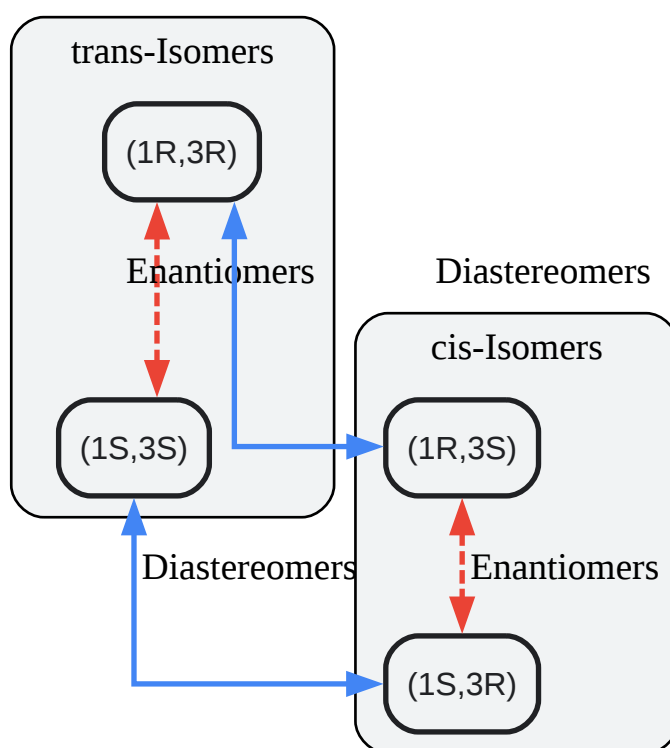 trans-Isomers
(1R,3R)
Enantiomers
Diastereomers
cis-Isomers
(1S,3S)
(1R,3S)
Diastereomers
Enantiomers
(1S,3R)